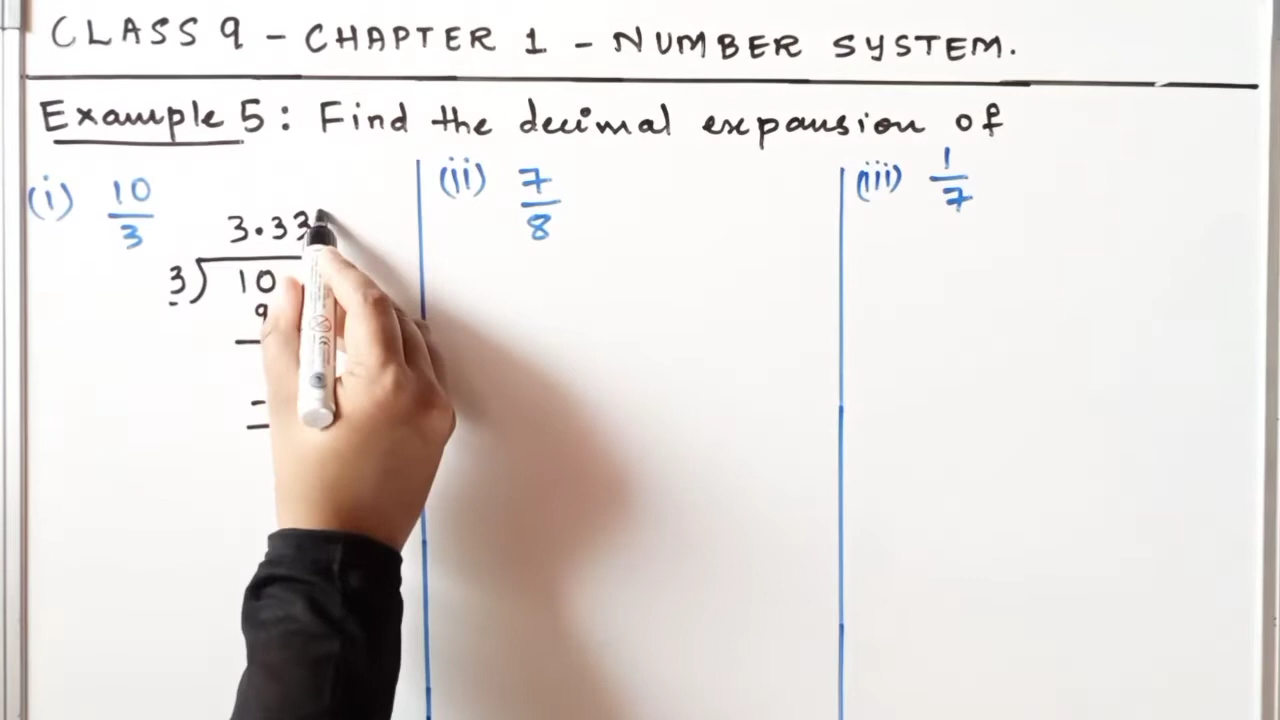 CLASS 9 - CHAPTER 1 - NUMBER SYSTEM.
Example 5: Find the decimal expansion of
(i) 10/3
3.33
3) 10
9
(ii) 7/8
(iii) 1/7